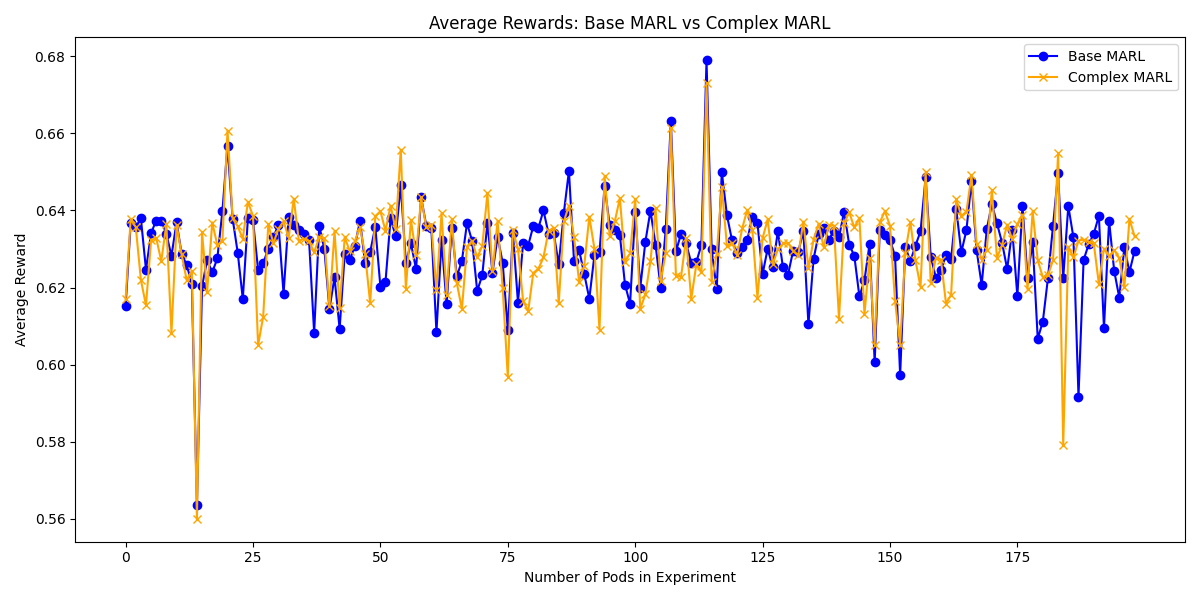 Average Rewards: Base MARL vs Complex MARL
Base MARL
Complex MARL
Average Reward
0.68
0.66
0.64
0.62
0.60
0.58
0.56
0 25 50 75 100 125 150 175
Number of Pods in Experiment